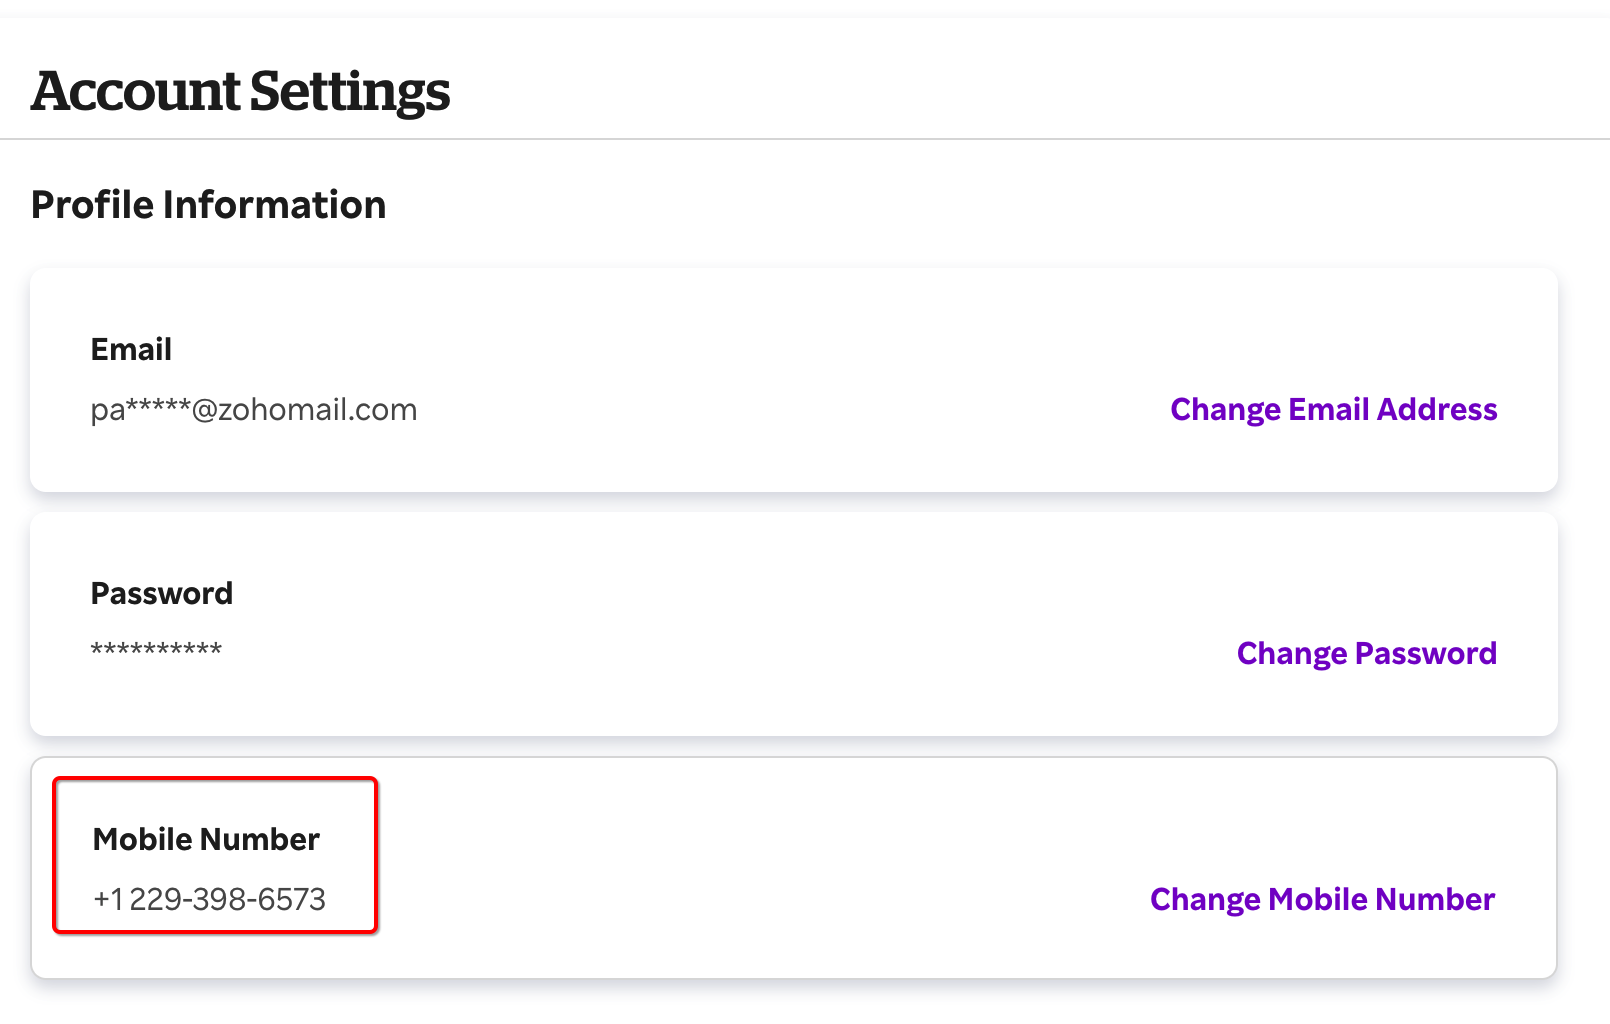 Account Settings
Profile Information
Email
pa*****@zohomail.com
Change Email Address
Password
**********
Change Password
Mobile Number
+1 229-398-6573
Change Mobile Number